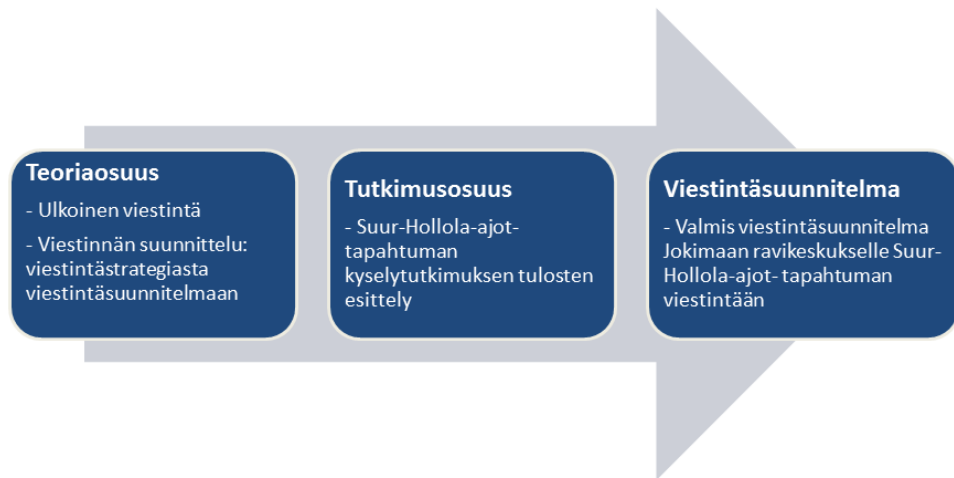 Teoriaosuus
- Ulkoinen viestintä
- Viestinnän suunnittelu:
viestintästrategiasta
viestintäsuunnitelmaan
Tutkimusosuus
- Suur-Hollola-ajot-
tapahtuman
kyselytutkimuksen tulosten
esittely
Viestintäsuunnitelma
- Valmis viestintäsuunnitelma
Jokimaan ravikeskukselle Suur-
Hollola-ajot- tapahtuman
viestintään